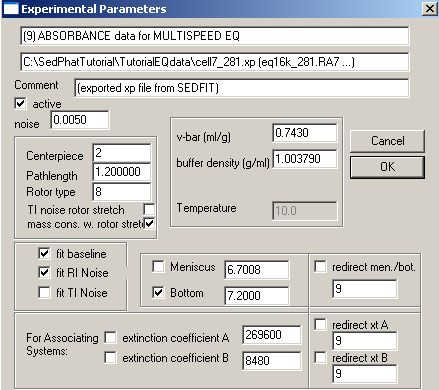 Experimental Parameters
(9) ABSORBANCE data for MULTISPEED EQ
C:\SedPhatTutorial\TutorialEQdata\cell7_281.xp (eq16k_281.RA7 ...)
Comment (exported xp file from SEDFIT)
active
noise 0.0050
Centerpiece 2
Pathlength 1.200000
Rotor type 8
TI noise rotor stretch
mass cons. w. rotor stretc
v-bar (ml/g) 0.7430
buffer density (g/ml) 1.003790
Temperature 10.0
Cancel
OK
fit baseline
fit RI Noise
fit TI Noise
Meniscus 6.7008
Bottom 7.2000
redirect men./bot.
9
For Associating
Systems:
extinction coefficient A 269600
extinction coefficient B 8480
redirect xt A
9
redirect xt B
9